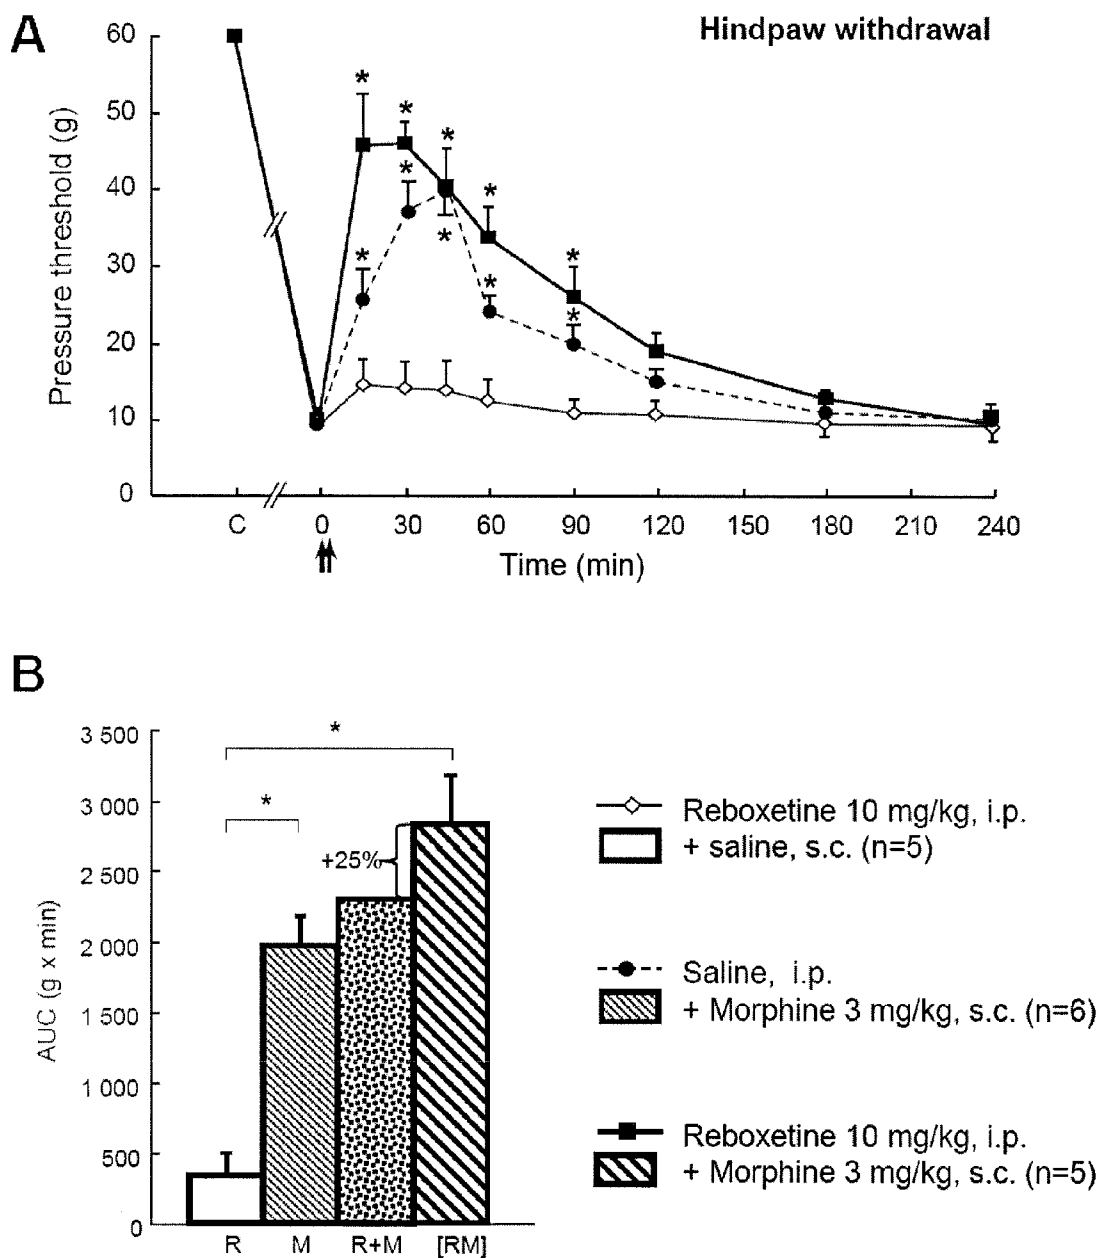 A
Hindpaw withdrawal
Pressure threshold (g)
60
50
40
30
20
10
0
* * * * *
* * * * *
C 0 30 60 90 120 150 180 210 240
Time (min)
B
AUC (g x min)
3 500
3 000
2 500
2 000
1 500
1 000
500
0
*
*
+25%
R M R+M [RM]
Reboxetine 10 mg/kg, i.p.
+ saline, s.c. (n=5)
Saline, i.p.
+ Morphine 3 mg/kg, s.c. (n=6)
Reboxetine 10 mg/kg, i.p.
+ Morphine 3 mg/kg, s.c. (n=5)